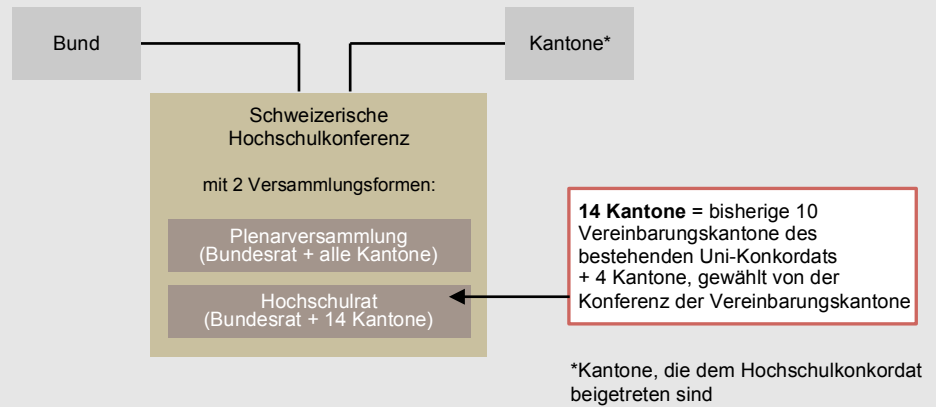 Bund
Kantone*
Schweizerische
Hochschulkonferenz
mit 2 Versammlungsformen:
Plenarversammlung
(Bundesrat + alle Kantone)
Hochschulrat
(Bundesrat + 14 Kantone)
14 Kantone = bisherige 10
Vereinbarungskantone des
bestehenden Uni-Konkordats
+ 4 Kantone, gewählt von der
Konferenz der Vereinbarungskantone
*Kantone, die dem Hochschulkonkordat
beigetreten sind